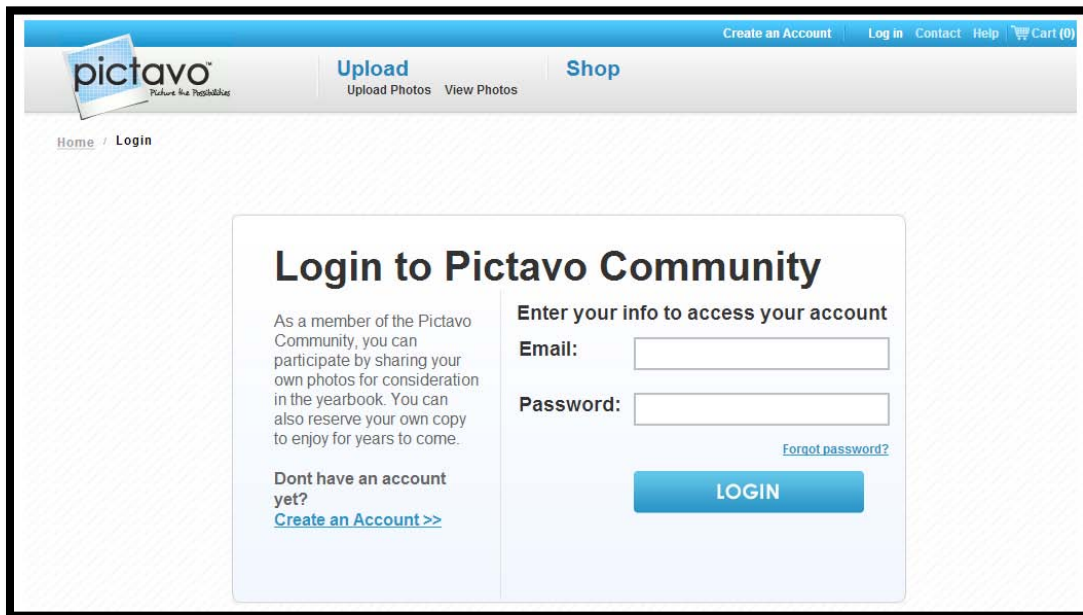 Create an Account Log in Contact Help Cart (0)
pictavo™
Picture the Possibilities
Upload Shop
Upload Photos View Photos
Home / Login
Login to Pictavo Community
As a member of the Pictavo
Community, you can
participate by sharing your
own photos for consideration
in the yearbook. You can
also reserve your own copy
to enjoy for years to come.
Dont have an account
yet?
Create an Account >>
Enter your info to access your account
Email:
Password:
Forgot password?
LOGIN